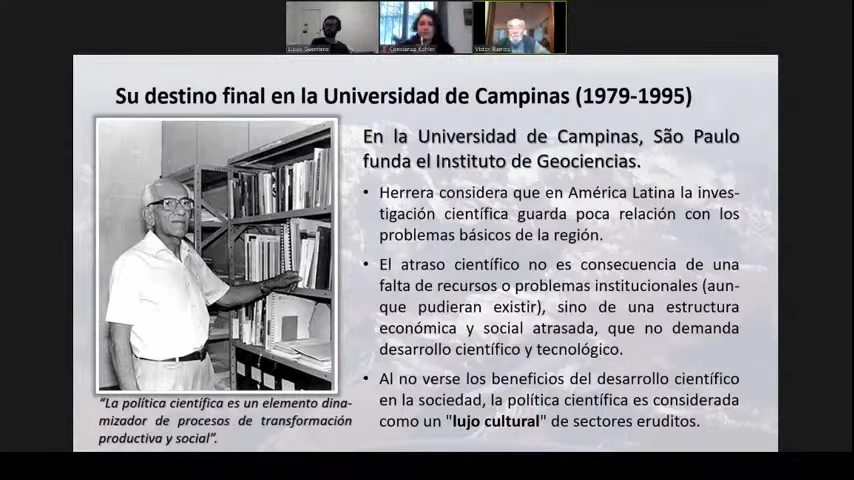 Lucas Guerrero
Constanza Kohler
Víctor Ramos
Su destino final en la Universidad de Campinas (1979-1995)
En la Universidad de Campinas, São Paulo
funda el Instituto de Geociencias.
• Herrera considera que en América Latina la inves-
tigación científica guarda poca relación con los
problemas básicos de la región.
• El atraso científico no es consecuencia de una
falta de recursos o problemas institucionales (aun-
que pudieran existir), sino de una estructura
económica y social atrasada, que no demanda
desarrollo científico y tecnológico.
• Al no verse los beneficios del desarrollo científico
en la sociedad, la política científica es considerada
como un "lujo cultural" de sectores eruditos.
“La política científica es un elemento dina-
mizador de procesos de transformación
productiva y social”.